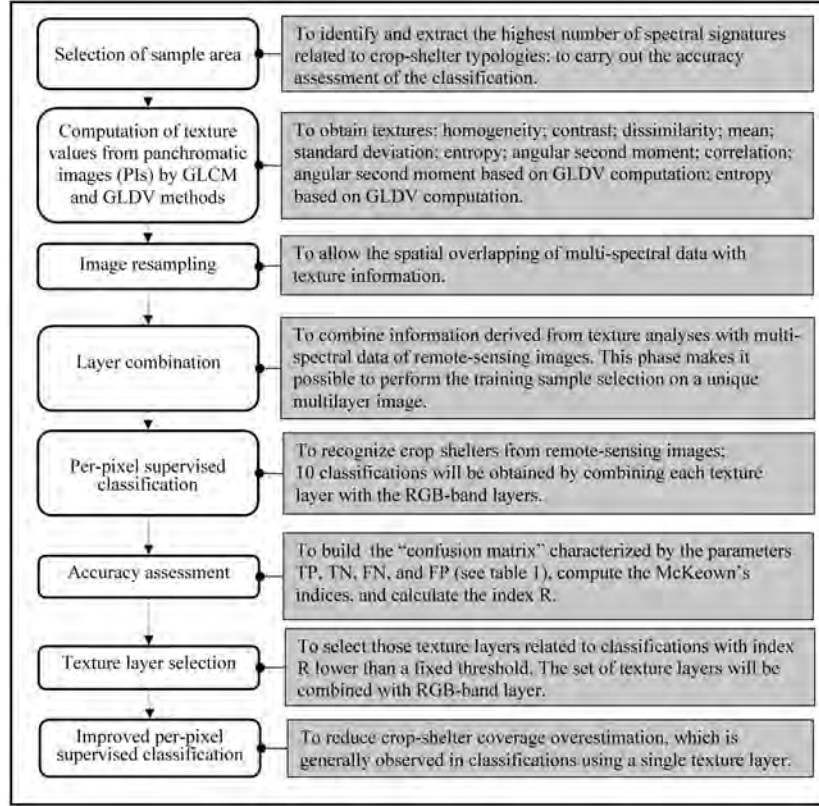 Selection of sample area
To identify and extract the highest number of spectral signatures
related to crop-shelter typologies; to carry out the accuracy
assessment of the classification.
Computation of texture
values from panchromatic
images (PIs) by GLCM
and GLDV methods
To obtain textures: homogeneity; contrast; dissimilarity; mean;
standard deviation; entropy; angular second moment; correlation;
angular second moment based on GLDV computation; entropy
based on GLDV computation.
Image resampling
To allow the spatial overlapping of multi-spectral data with
texture information.
Layer combination
To combine information derived from texture analyses with multi-
spectral data of remote-sensing images. This phase makes it
possible to perform the training sample selection on a unique
multilayer image.
Per-pixel supervised
classification
To recognize crop shelters from remote-sensing images;
10 classifications will be obtained by combining each texture
layer with the RGB-band layers.
Accuracy assessment
To build the “confusion matrix” characterized by the parameters
TP, TN, FN, and FP (see table 1), compute the McKeown’s
indices, and calculate the index R.
Texture layer selection
To select those texture layers related to classifications with index
R lower than a fixed threshold. The set of texture layers will be
combined with RGB-band layer.
Improved per-pixel
supervised classification
To reduce crop-shelter coverage overestimation, which is
generally observed in classifications using a single texture layer.